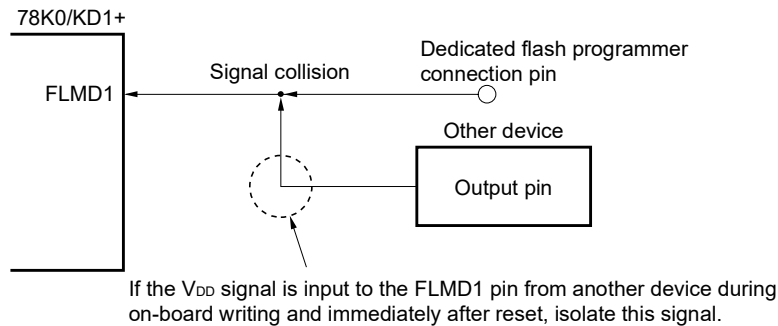 78K0/KD1+
Dedicated flash programmer
connection pin
Signal collision
FLMD1
Other device
Output pin
If the VDD signal is input to the FLMD1 pin from another device during
on-board writing and immediately after reset, isolate this signal.